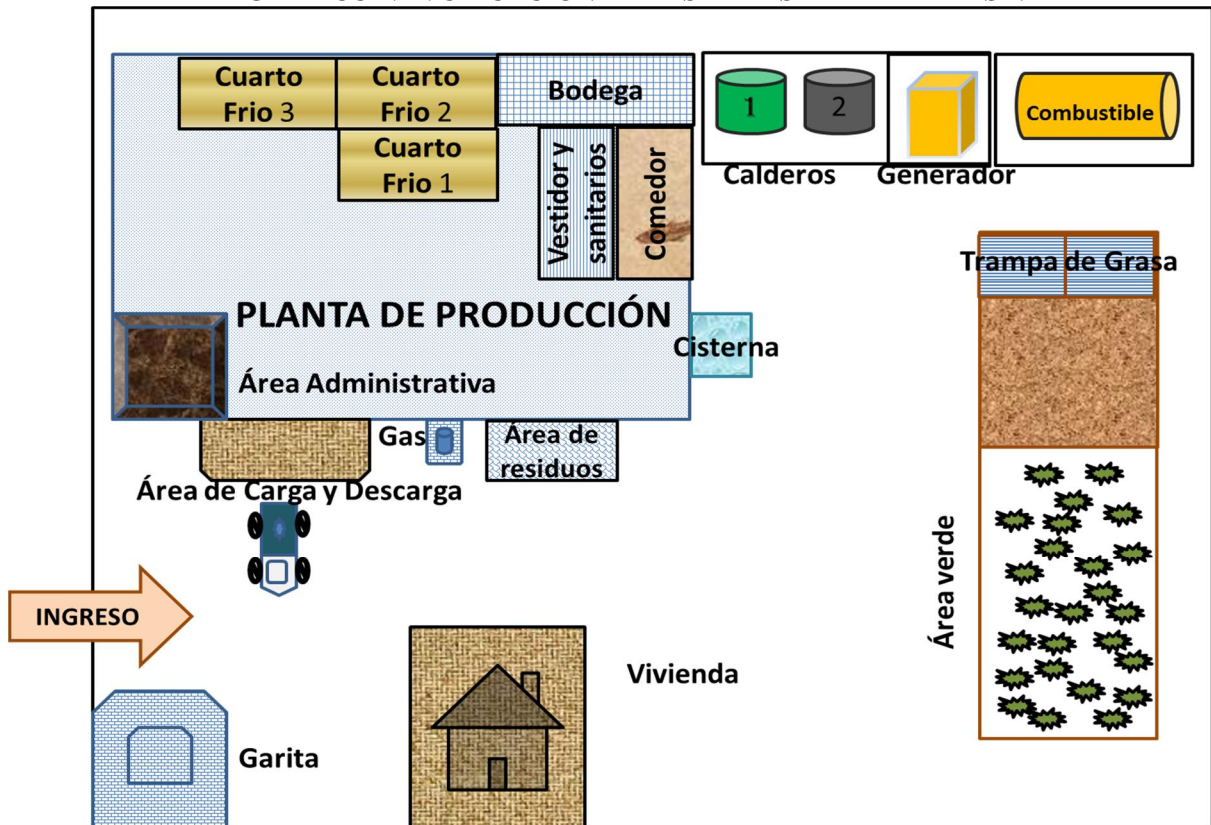 Cuarto
Frio 3
Cuarto
Frio 2
Bodega
1
2
Combustible
Cuarto
Frio 1
Vestidor y
sanitarios
Comedor
Calderos
Generador
Trampa de Grasa
PLANTA DE PRODUCCIÓN
Cisterna
Área Administrativa
Gas
Área de
residuos
Área de Carga y Descarga
Área verde
INGRESO
Vivienda
Garita